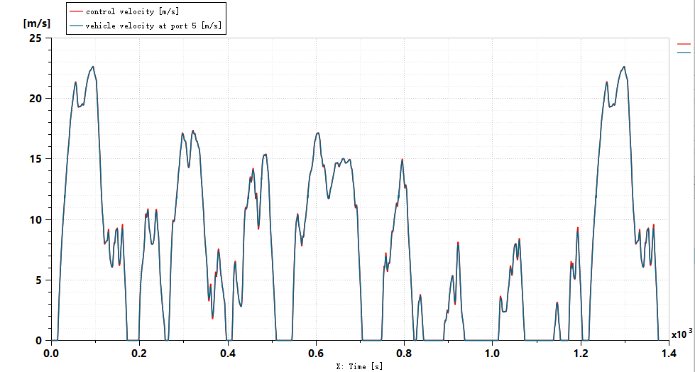 control velocity [m/s]
[m/s]
vehicle velocity at port 5 [m/s]
25
20
15
10
5
0
0.0 0.2 0.4 0.6 0.8 1.0 1.2 1.4
x10³
X: Time [s]